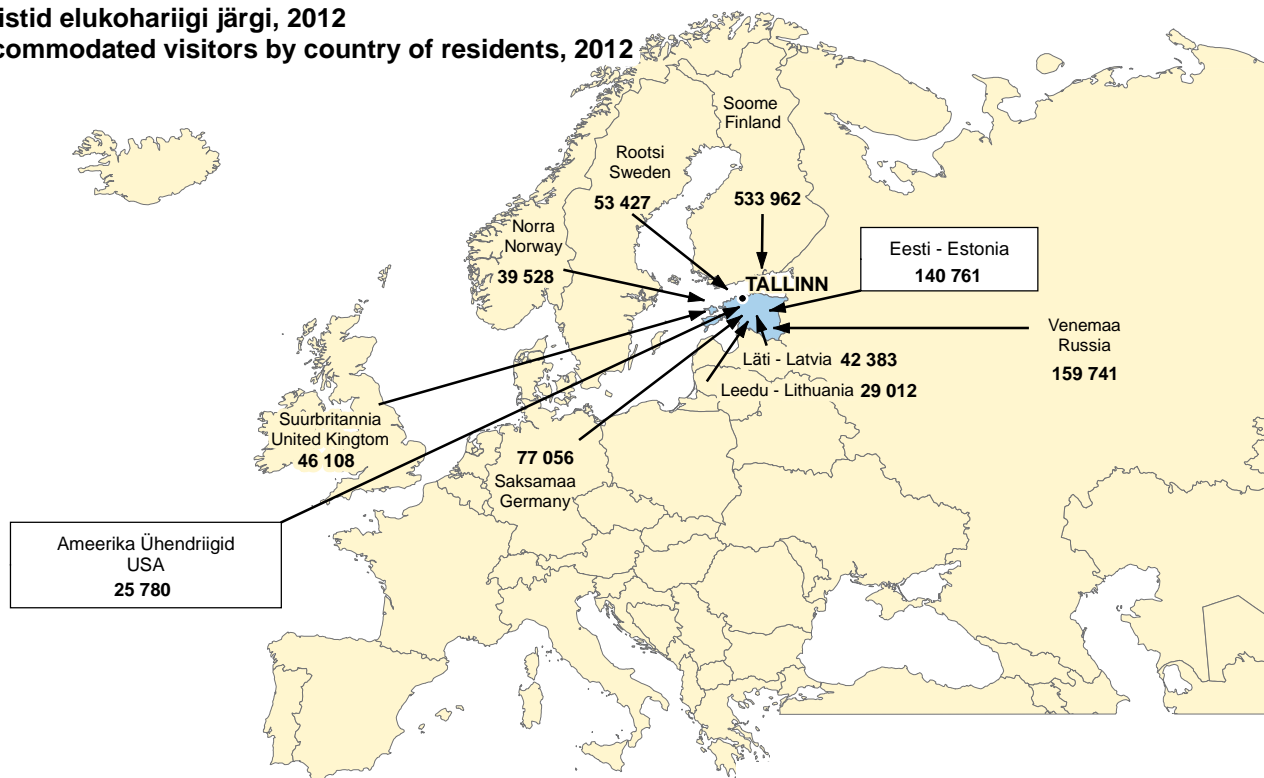 istid elukohariigi järgi, 2012
commodated visitors by country of residents, 2012
Soome
Finland
533 962
Rootsi
Sweden
53 427
Norra
Norway
39 528
Eesti - Estonia
140 761
TALLINN
Venemaa
Russia
159 741
Läti - Latvia 42 383
Leedu - Lithuania 29 012
Suurbritannia
United Kingtom
46 108
77 056
Saksamaa
Germany
Ameerika Ühendriigid
USA
25 780